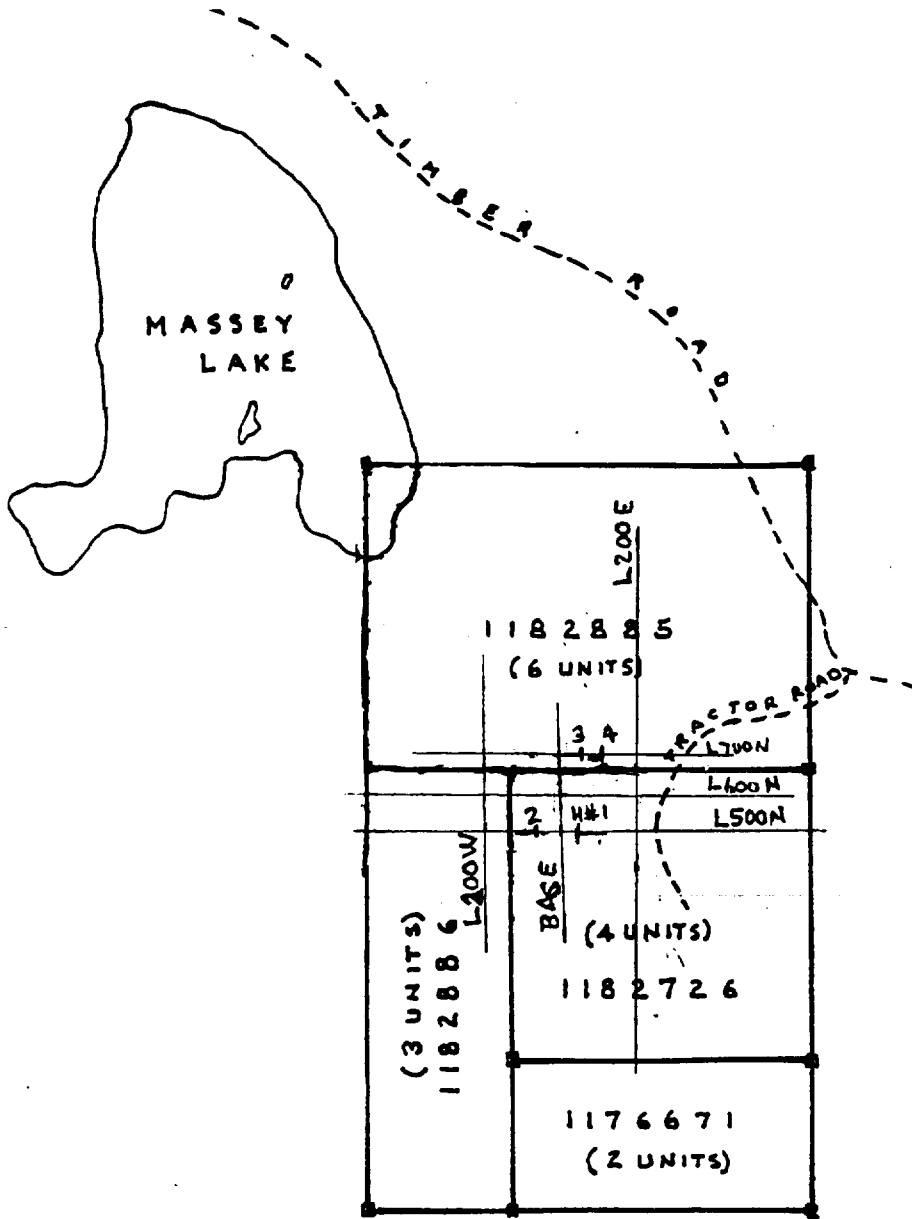 TIMBER ROAD
MASSEY
LAKE
L200E
1182885
(6 UNITS)
TRACTOR ROAD
3 4
L700N
L600N
2 H#1 L500N
L200W
BASE
(4 UNITS)
1182726
(3 UNITS)
1182886
1176671
(2 UNITS)